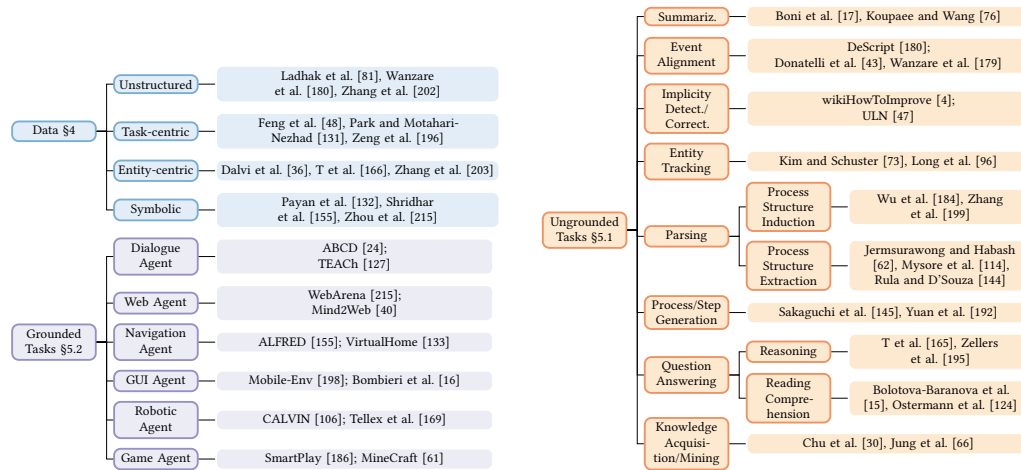 Data §4
Unstructured
Ladhak et al. [81], Wanzare
et al. [180], Zhang et al. [202]
Task-centric
Feng et al. [48], Park and Motahari-
Nezhad [131], Zeng et al. [196]
Entity-centric
Dalvi et al. [36], T et al. [166], Zhang et al. [203]
Symbolic
Payan et al. [132], Shridhar
et al. [155], Zhou et al. [215]
Grounded
Tasks §5.2
Dialogue
Agent
ABCD [24];
TEACh [127]
Web Agent
WebArena [215];
Mind2Web [40]
Navigation
Agent
ALFRED [155]; VirtualHome [133]
GUI Agent
Mobile-Env [198]; Bombieri et al. [16]
Robotic
Agent
CALVIN [106]; Tellex et al. [169]
Game Agent
SmartPlay [186]; MineCraft [61]
Ungrounded
Tasks §5.1
Summariz.
Boni et al. [17], Koupaee and Wang [76]
Event
Alignment
DeScript [180];
Donatelli et al. [43], Wanzare et al. [179]
Implicity
Detect./
Correct.
wikiHowToImprove [4];
ULN [47]
Entity
Tracking
Kim and Schuster [73], Long et al. [96]
Parsing
Process
Structure
Induction
Wu et al. [184], Zhang
et al. [199]
Process
Structure
Extraction
Jermsurawong and Habash
[62], Mysore et al. [114],
Rula and D'Souza [144]
Process/Step
Generation
Sakaguchi et al. [145], Yuan et al. [192]
Question
Answering
Reasoning
T et al. [165], Zellers
et al. [195]
Reading
Compre-
hension
Bolotova-Baranova et al.
[15], Ostermann et al. [124]
Knowledge
Acquisi-
tion/Mining
Chu et al. [30], Jung et al. [66]